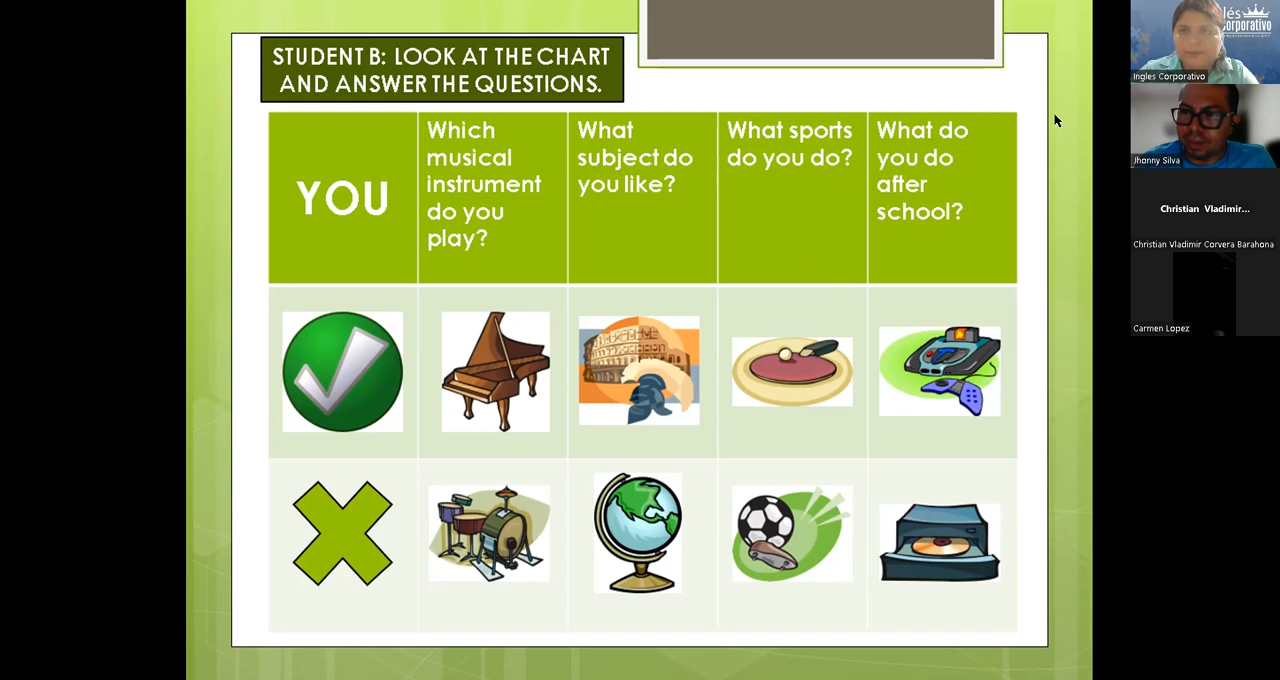 STUDENT B: LOOK AT THE CHART
AND ANSWER THE QUESTIONS.
YOU
Which
musical
instrument
do you
play?
What
subject do
you like?
What sports
do you do?
What do
you do
after
school?
Ingles Corporativo
Jhonny Silva
Christian Vladimir...
Christian Vladimir Corvera Barahona
Carmen Lopez